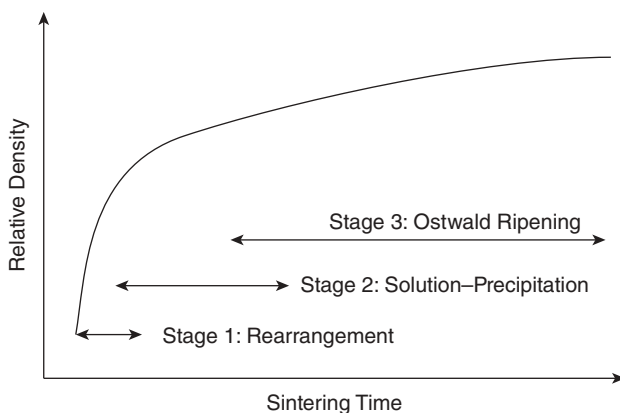 Relative Density
Stage 3: Ostwald Ripening
Stage 2: Solution–Precipitation
Stage 1: Rearrangement
Sintering Time